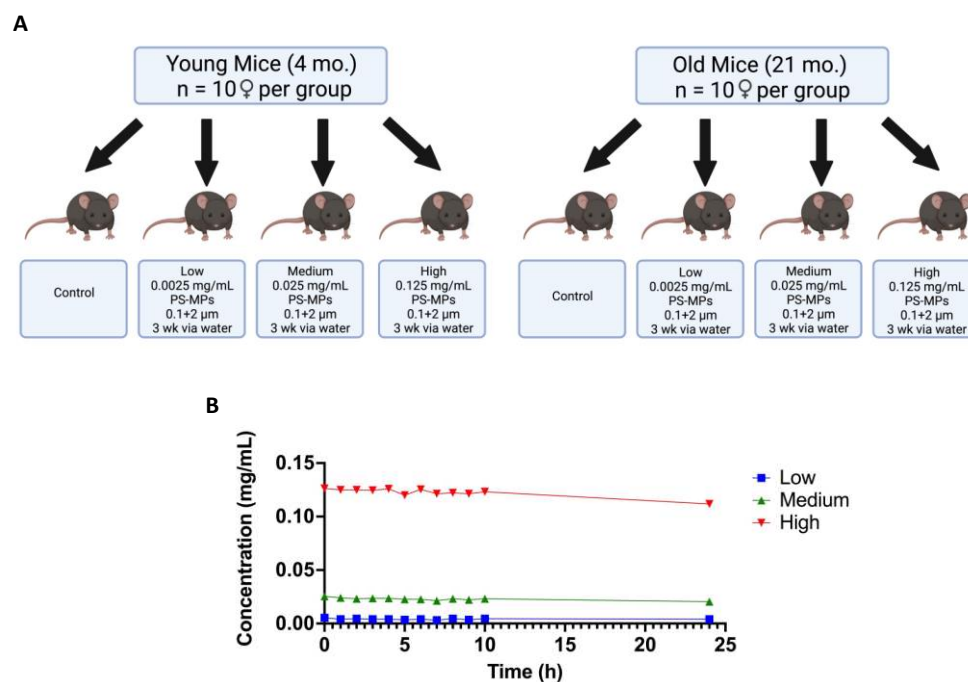 A
Young Mice (4 mo.)
n = 10♀ per group
Old Mice (21 mo.)
n = 10♀ per group
Control
Low
0.0025 mg/mL
PS-MPs
0.1+2 µm
3 wk via water
Medium
0.025 mg/mL
PS-MPs
0.1+2 µm
3 wk via water
High
0.125 mg/mL
PS-MPs
0.1+2 µm
3 wk via water
Control
Low
0.0025 mg/mL
PS-MPs
0.1+2 µm
3 wk via water
Medium
0.025 mg/mL
PS-MPs
0.1+2 µm
3 wk via water
High
0.125 mg/mL
PS-MPs
0.1+2 µm
3 wk via water
B
Concentration (mg/mL)
0.15
0.10
0.05
0.00
0 5 10 15 20 25
Time (h)
Low
Medium
High